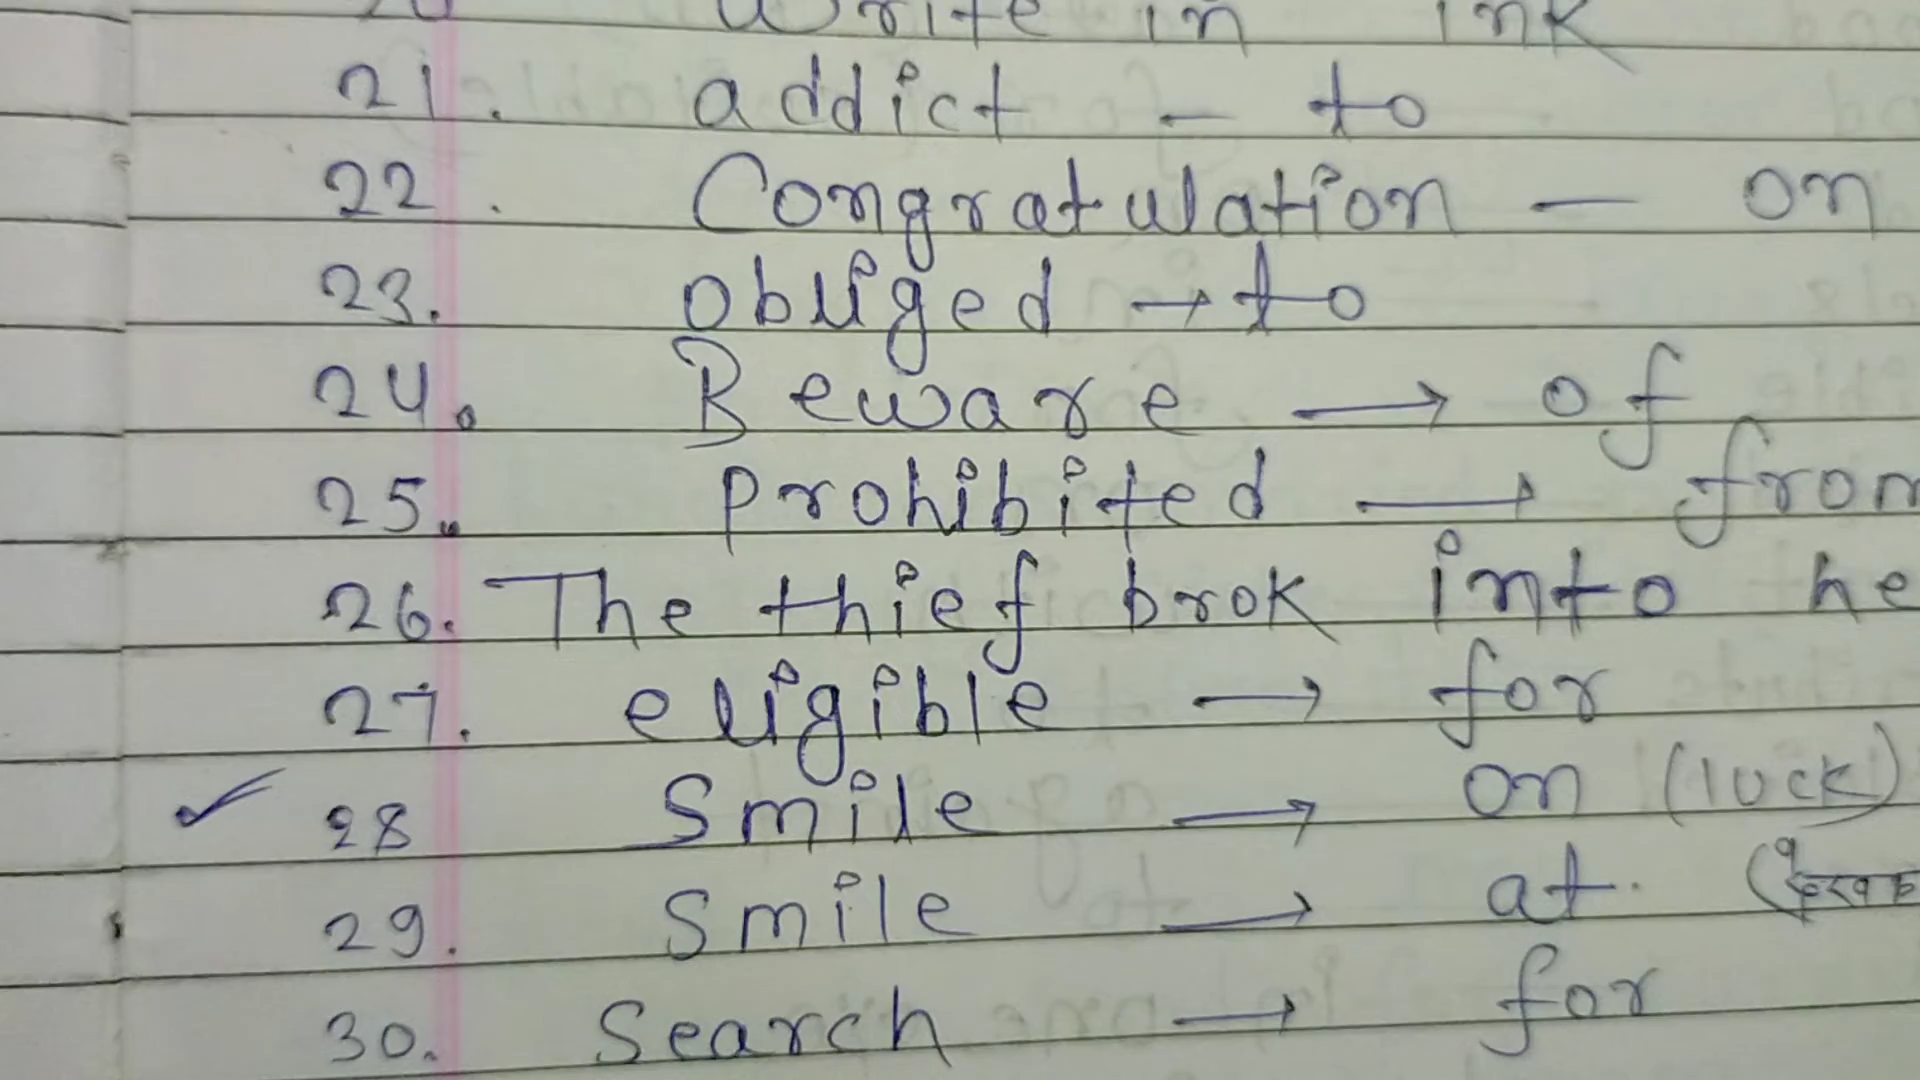 20 Write in ink
21. addict - to
22. Congratulation - on
23. obliged → to
24. Beware → of
25. prohibited → from
26. The thief brok into he
27. eligible → for
✓ 28 Smile → on (luck)
29. Smile → at. (
30. Search → for